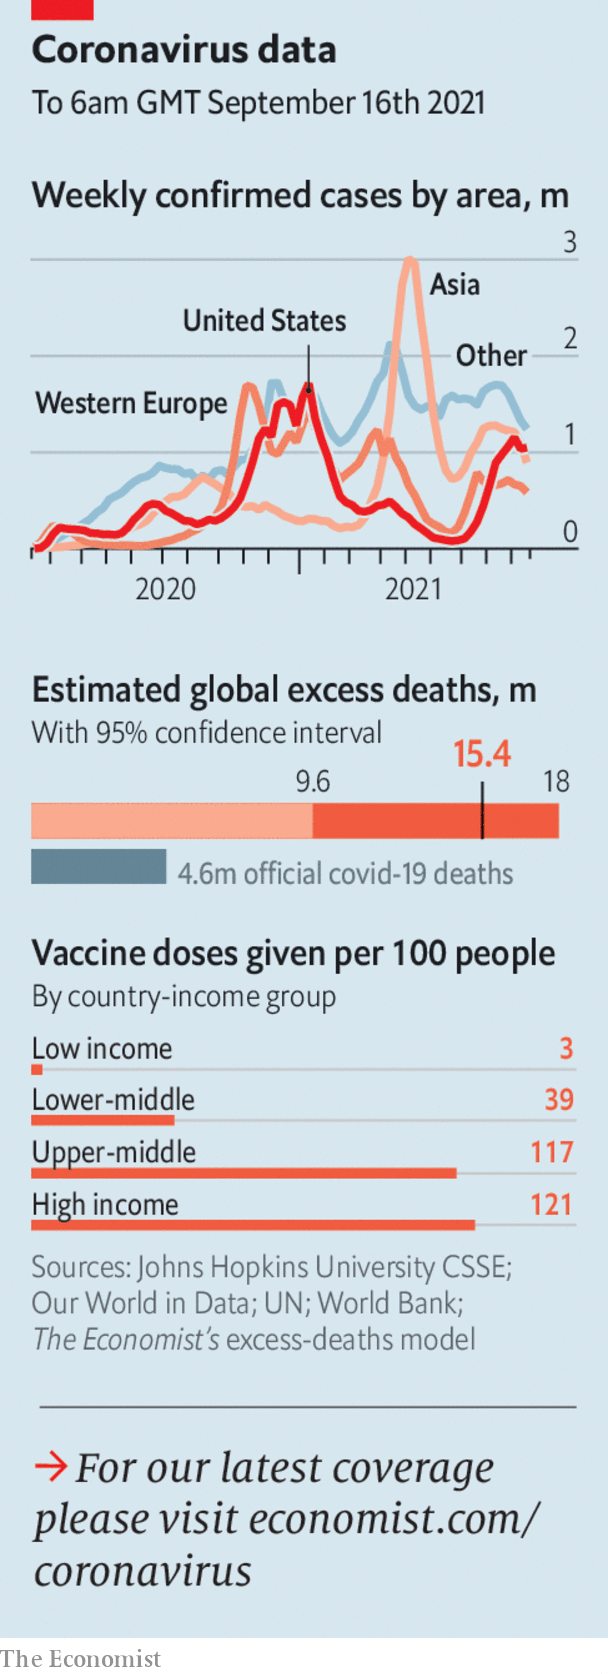 Coronavirus data
To 6am GMT September 16th 2021
Weekly confirmed cases by area, m
3
Asia
United States
2
Other
Western Europe
1
0
2020
2021
Estimated global excess deaths, m
With 95% confidence interval
15.4
9.6
18
4.6m official covid-19 deaths
Vaccine doses given per 100 people
By country-income group
Low income 3
Lower-middle 39
Upper-middle 117
High income 121
Sources: Johns Hopkins University CSSE;
Our World in Data; UN; World Bank;
The Economist’s excess-deaths model
→ For our latest coverage
please visit economist.com/
coronavirus
The Economist